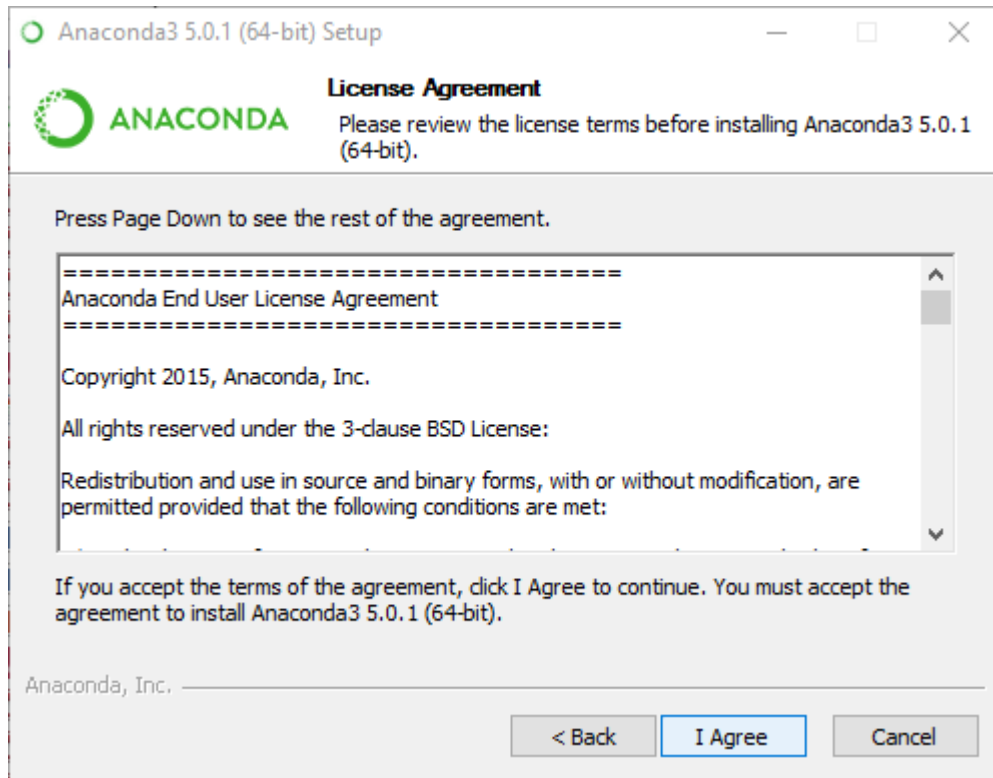 Anaconda3 5.0.1 (64-bit) Setup
ANACONDA
License Agreement
Please review the license terms before installing Anaconda3 5.0.1
(64-bit).
Press Page Down to see the rest of the agreement.
===================================
Anaconda End User License Agreement
===================================
Copyright 2015, Anaconda, Inc.
All rights reserved under the 3-clause BSD License:
Redistribution and use in source and binary forms, with or without modification, are
permitted provided that the following conditions are met:
If you accept the terms of the agreement, click I Agree to continue. You must accept the
agreement to install Anaconda3 5.0.1 (64-bit).
Anaconda, Inc.
< Back
I Agree
Cancel